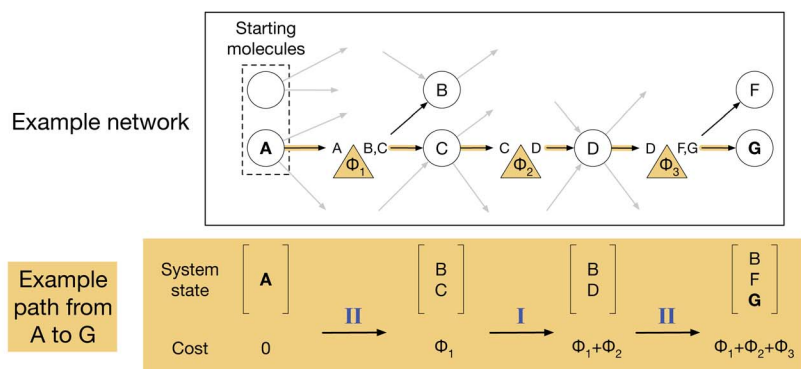 Starting
molecules
Example network
B
F
A
A B,C
C
C D
D
D F,G
G
Φ1
Φ2
Φ3
Example
path from
A to G
System
state
A
B
C
B
D
B
F
G
II
I
II
Cost
0
Φ1
Φ1+Φ2
Φ1+Φ2+Φ3